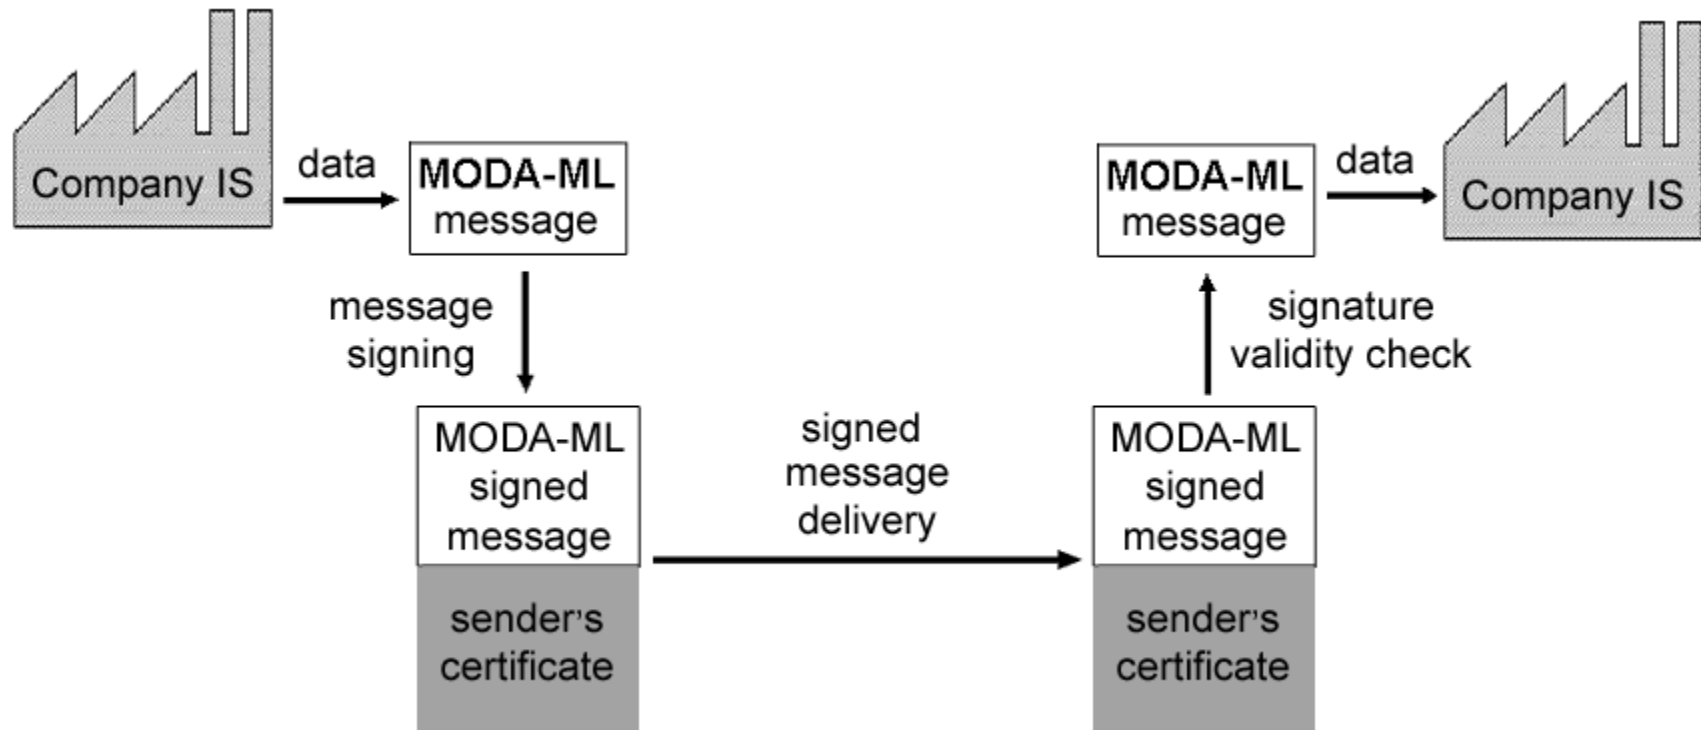 Company IS
data
MODA-ML
message
message
signing
MODA-ML
signed
message
sender's
certificate
signed
message
delivery
MODA-ML
signed
message
sender's
certificate
signature
validity check
MODA-ML
message
data
Company IS